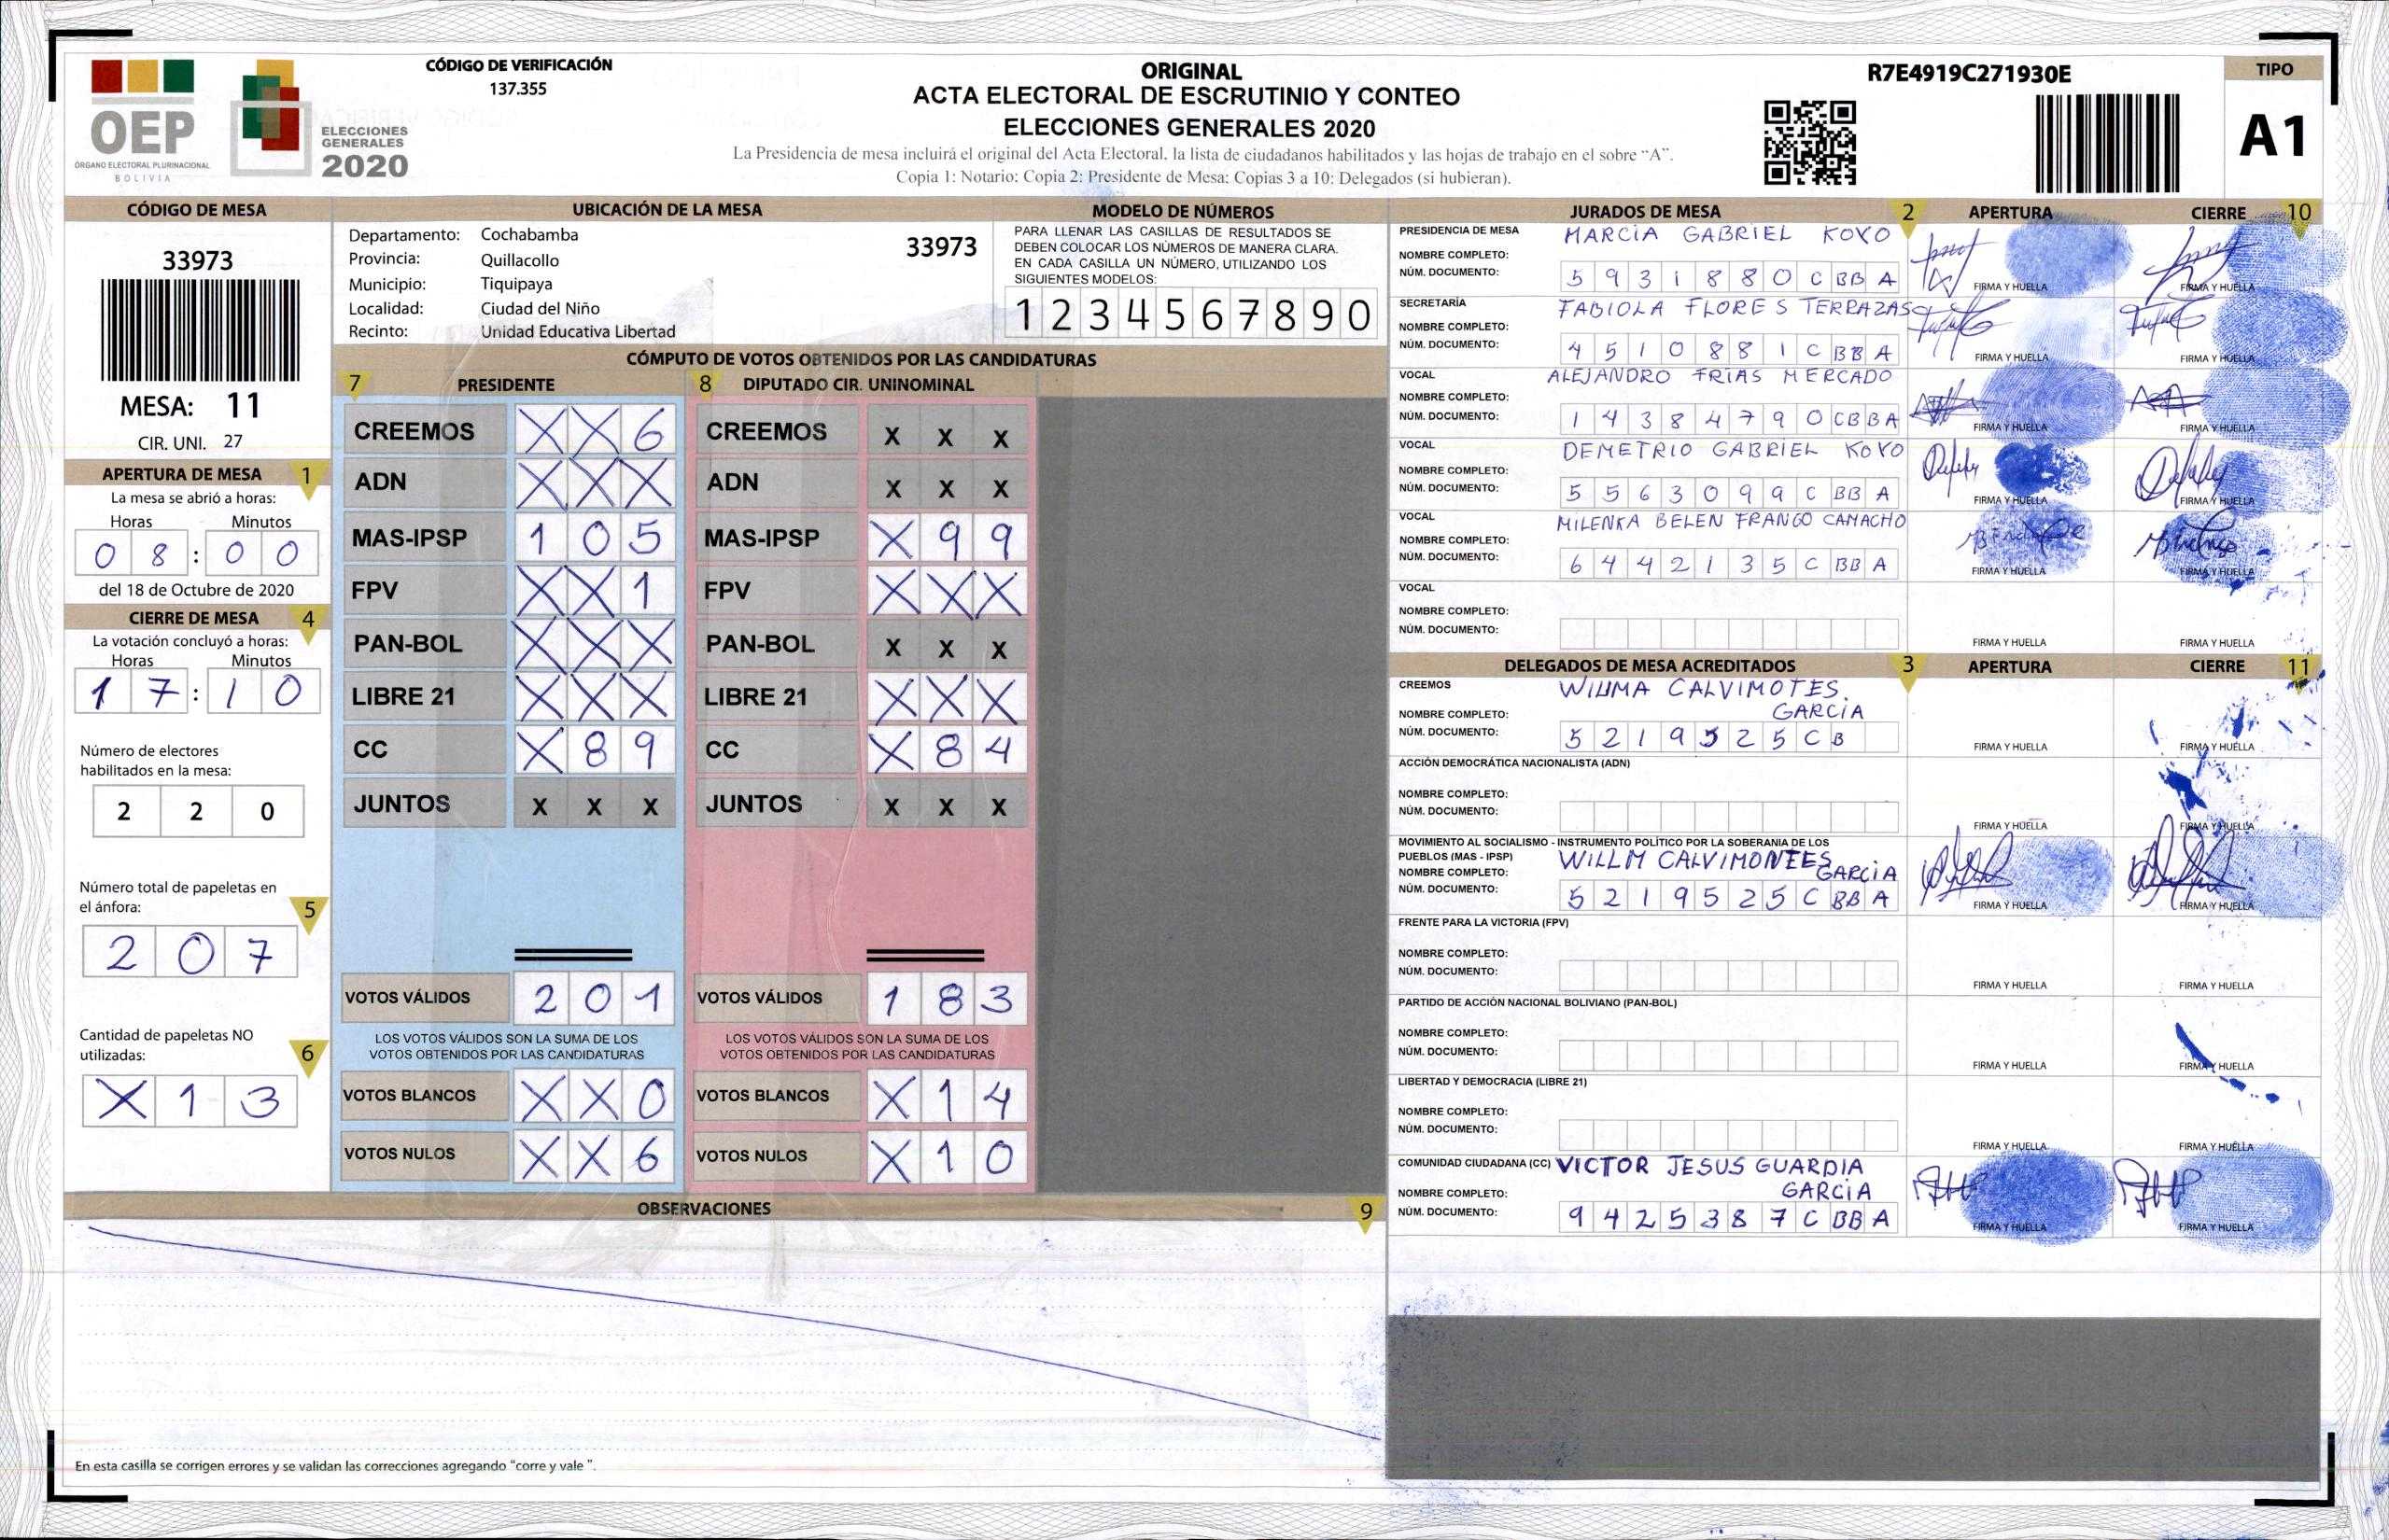 OEP
ÓRGANO ELECTORAL PLURINACIONAL
BOLIVIA
ELECCIONES
GENERALES
2020
CÓDIGO DE VERIFICACIÓN
137.355
ORIGINAL
ACTA ELECTORAL DE ESCRUTINIO Y CONTEO
ELECCIONES GENERALES 2020
La Presidencia de mesa incluirá el original del Acta Electoral, la lista de ciudadanos habilitados y las hojas de trabajo en el sobre “A”.
Copia 1: Notario: Copia 2: Presidente de Mesa: Copias 3 a 10: Delegados (si hubieran).
R7E4919C271930E
TIPO
A1
CÓDIGO DE MESA
33973
MESA: 11
CIR. UNI. 27
APERTURA DE MESA 1
La mesa se abrió a horas:
Horas Minutos
0 8 : 0 0
del 18 de Octubre de 2020
CIERRE DE MESA 4
La votación concluyó a horas:
Horas Minutos
1 7 : 1 0
Número de electores
habilitados en la mesa:
2 2 0
Número total de papeletas en
el ánfora: 5
2 0 7
Cantidad de papeletas NO
utilizadas: 6
X 1 3
UBICACIÓN DE LA MESA
Departamento: Cochabamba 33973
Provincia: Quillacollo
Municipio: Tiquipaya
Localidad: Ciudad del Niño
Recinto: Unidad Educativa Libertad
MODELO DE NÚMEROS
PARA LLENAR LAS CASILLAS DE RESULTADOS SE
DEBEN COLOCAR LOS NÚMEROS DE MANERA CLARA.
EN CADA CASILLA UN NÚMERO, UTILIZANDO LOS
SIGUIENTES MODELOS:
1 2 3 4 5 6 7 8 9 0
CÓMPUTO DE VOTOS OBTENIDOS POR LAS CANDIDATURAS
7 PRESIDENTE
CREEMOS X X 6
ADN X X X
MAS-IPSP 1 0 5
FPV X X 1
PAN-BOL X X X
LIBRE 21 X X X
CC X 8 9
JUNTOS X X X
VOTOS VÁLIDOS 2 0 1
LOS VOTOS VÁLIDOS SON LA SUMA DE LOS
VOTOS OBTENIDOS POR LAS CANDIDATURAS
VOTOS BLANCOS X X 0
VOTOS NULOS X X 6
8 DIPUTADO CIR. UNINOMINAL
CREEMOS X X X
ADN X X X
MAS-IPSP X 9 9
FPV X X X
PAN-BOL X X X
LIBRE 21 X X X
CC X 8 4
JUNTOS X X X
VOTOS VÁLIDOS 1 8 3
LOS VOTOS VÁLIDOS SON LA SUMA DE LOS
VOTOS OBTENIDOS POR LAS CANDIDATURAS
VOTOS BLANCOS X 1 4
VOTOS NULOS X 1 0
OBSERVACIONES 9
En esta casilla se corrigen errores y se validan las correcciones agregando “corre y vale ”.
JURADOS DE MESA 2 APERTURA CIERRE 10
PRESIDENCIA DE MESA MARCIA GABRIEL KOYO
NOMBRE COMPLETO:
NÚM. DOCUMENTO: 5 9 3 1 8 8 0 C BB A FIRMA Y HUELLA FIRMA Y HUELLA
SECRETARÍA FABIOLA FLORES TERRAZAS
NOMBRE COMPLETO:
NÚM. DOCUMENTO: 4 5 1 0 8 8 1 C BB A FIRMA Y HUELLA FIRMA Y HUELLA
VOCAL ALEJANDRO FRIAS MERCADO
NOMBRE COMPLETO:
NÚM. DOCUMENTO: 1 4 3 8 4 7 9 0 CB B A FIRMA Y HUELLA FIRMA Y HUELLA
VOCAL DEMETRIO GABRIEL KOYO
NOMBRE COMPLETO:
NÚM. DOCUMENTO: 5 5 6 3 0 9 9 C BB A FIRMA Y HUELLA FIRMA Y HUELLA
VOCAL MILENKA BELEN FRANCO CAMACHO
NOMBRE COMPLETO:
NÚM. DOCUMENTO: 6 4 4 2 1 3 5 C BB A FIRMA Y HUELLA FIRMA Y HUELLA
VOCAL
NOMBRE COMPLETO:
NÚM. DOCUMENTO: FIRMA Y HUELLA FIRMA Y HUELLA
DELEGADOS DE MESA ACREDITADOS 3 APERTURA CIERRE 11
CREEMOS WILLMA CALVIMOTES.
NOMBRE COMPLETO: GARCIA
NÚM. DOCUMENTO: 5 2 1 9 5 2 5 C B FIRMA Y HUELLA FIRMA Y HUELLA
ACCIÓN DEMOCRÁTICA NACIONALISTA (ADN)
NOMBRE COMPLETO:
NÚM. DOCUMENTO: FIRMA Y HUELLA FIRMA Y HUELLA
MOVIMIENTO AL SOCIALISMO - INSTRUMENTO POLÍTICO POR LA SOBERANIA DE LOS
PUEBLOS (MAS - IPSP) WILLM CALVIMONTES
NOMBRE COMPLETO: GARCIA
NÚM. DOCUMENTO: 5 2 1 9 5 2 5 C BB A FIRMA Y HUELLA FIRMA Y HUELLA
FRENTE PARA LA VICTORIA (FPV)
NOMBRE COMPLETO:
NÚM. DOCUMENTO: FIRMA Y HUELLA FIRMA Y HUELLA
PARTIDO DE ACCIÓN NACIONAL BOLIVIANO (PAN-BOL)
NOMBRE COMPLETO:
NÚM. DOCUMENTO: FIRMA Y HUELLA FIRMA Y HUELLA
LIBERTAD Y DEMOCRACIA (LIBRE 21)
NOMBRE COMPLETO:
NÚM. DOCUMENTO: FIRMA Y HUELLA FIRMA Y HUELLA
COMUNIDAD CIUDADANA (CC) VICTOR JESUS GUARDIA
NOMBRE COMPLETO: GARCIA
NÚM. DOCUMENTO: 9 4 2 5 3 8 7 C BB A FIRMA Y HUELLA FIRMA Y HUELLA